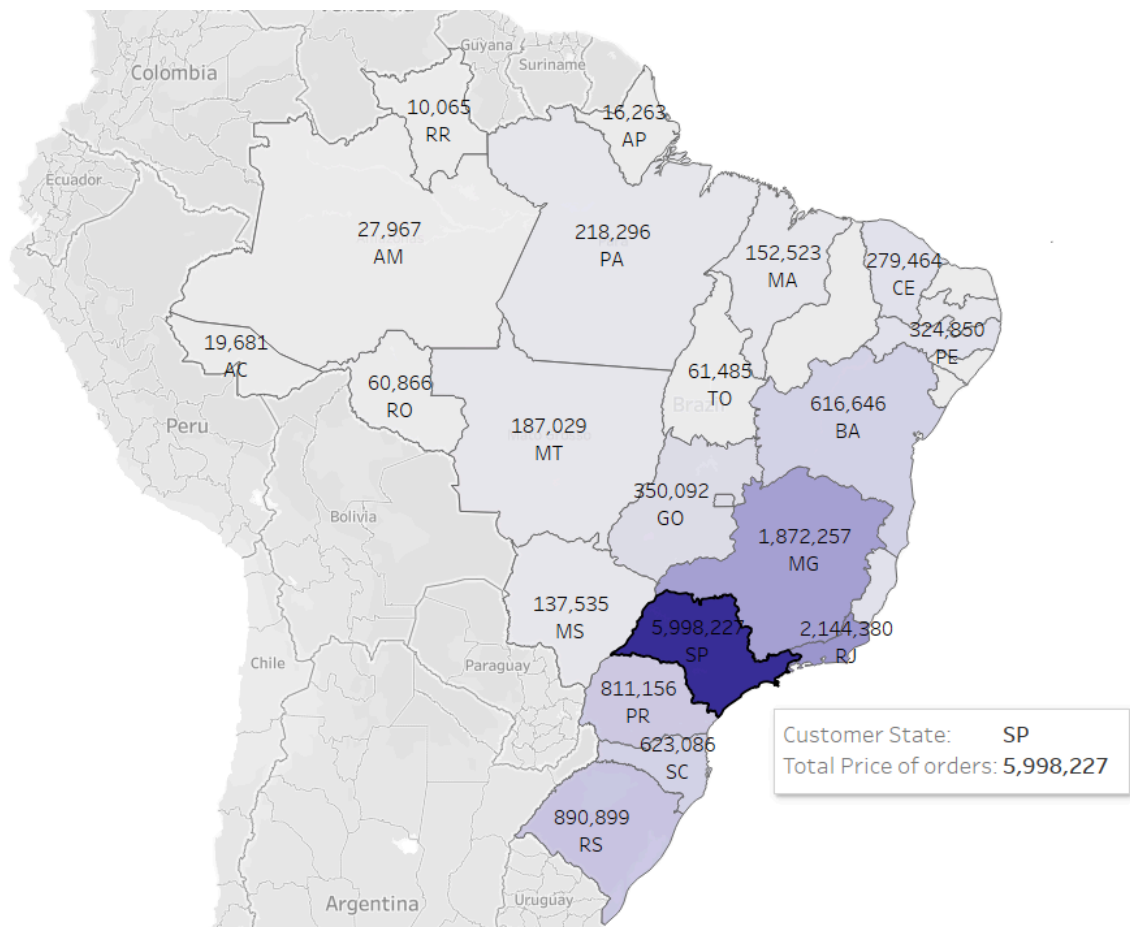 Guyana
Suriname
Colombia
10,065
RR
16,263
AP
Ecuador
27,967
AM
218,296
PA
152,523
MA
279,464
CE
324,850
PE
19,681
AC
60,866
RO
61,485
TO
Brazil
616,646
BA
Peru
187,029
MT
350,092
GO
Bolivia
1,872,257
MG
137,535
MS
5,998,227
SP
2,144,380
RJ
Chile
Paraguay
811,156
PR
623,086
SC
Customer State: SP
Total Price of orders: 5,998,227
890,899
RS
Argentina
Uruguay